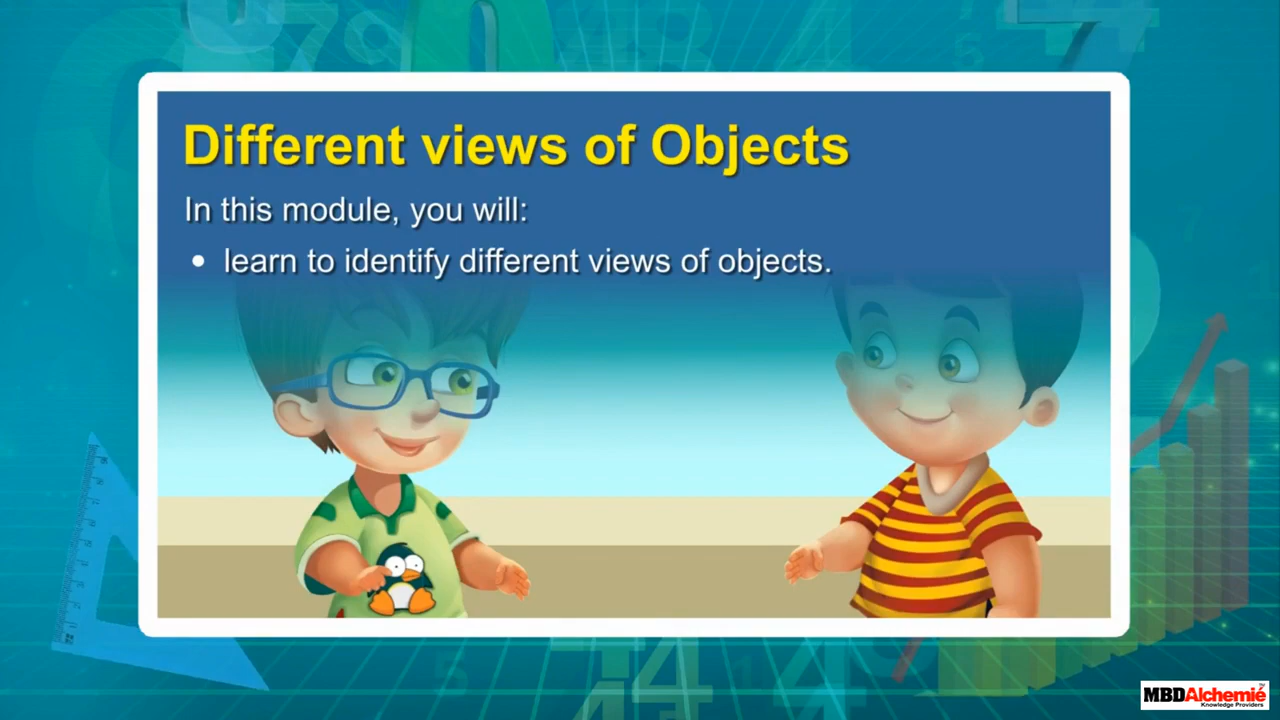 Different views of Objects
In this module, you will:
• learn to identify different views of objects.
MBDAlchemie
Knowledge Providers